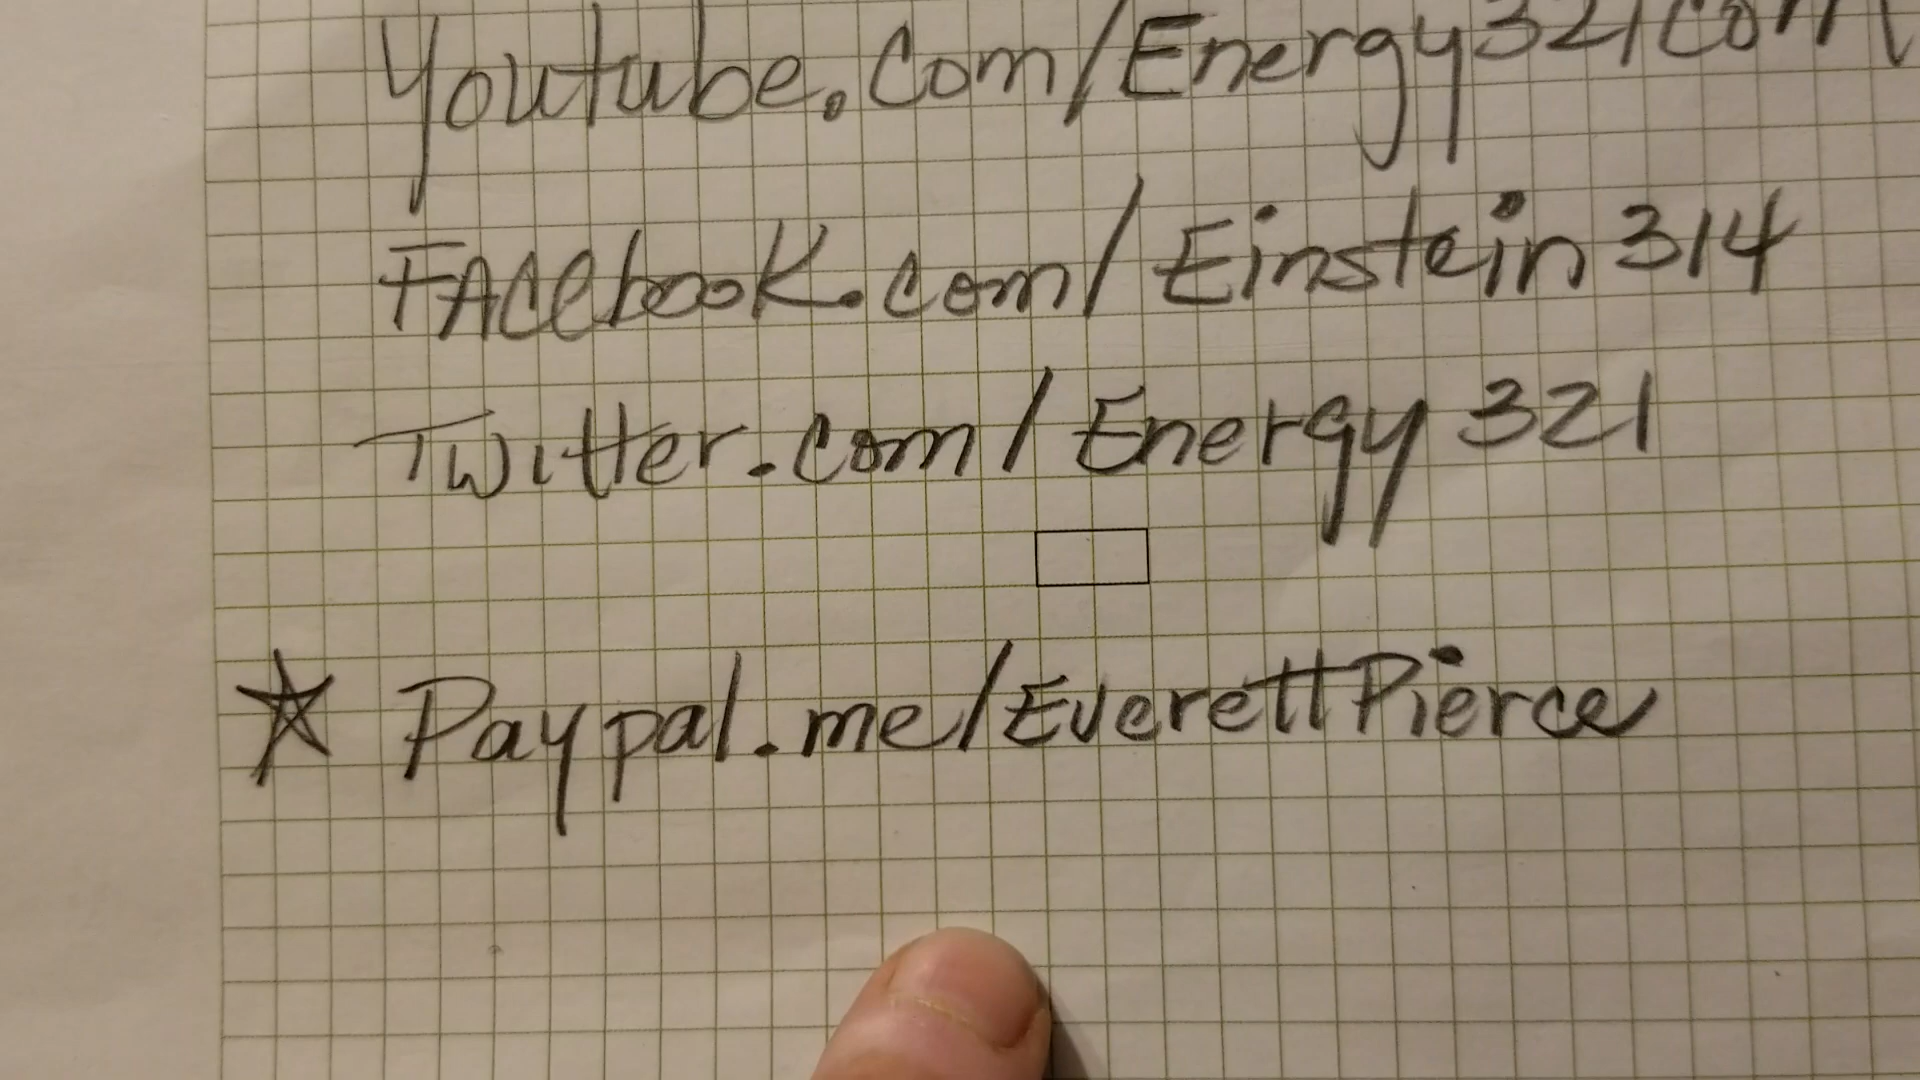 Youtube.com/Energy321com
FACebooK.com/Einstein314
Twitter.com/Energy321
☆ Paypal.me/EverettPierce